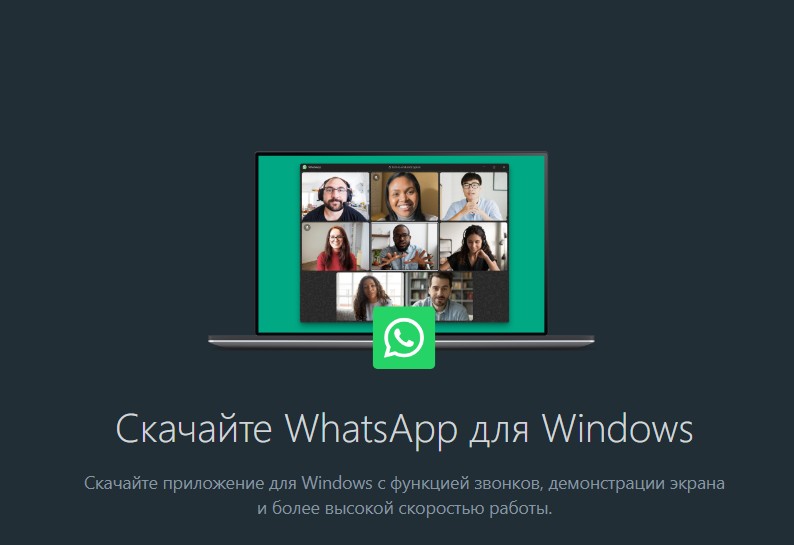 Скачайте WhatsApp для Windows
Скачайте приложение для Windows с функцией звонков, демонстрации экрана
и более высокой скоростью работы.